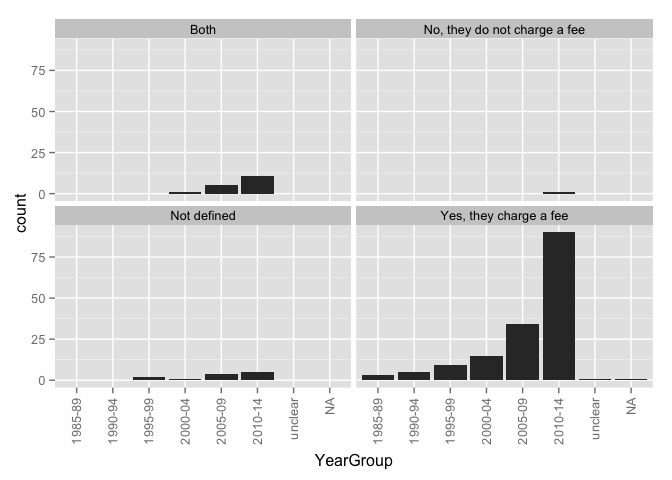 Both
No, they do not charge a fee
75
50
25
0
Not defined
Yes, they charge a fee
75
50
25
0
count
1985-89
1990-94
1995-99
2000-04
2005-09
2010-14
unclear
NA
1985-89
1990-94
1995-99
2000-04
2005-09
2010-14
unclear
NA
YearGroup